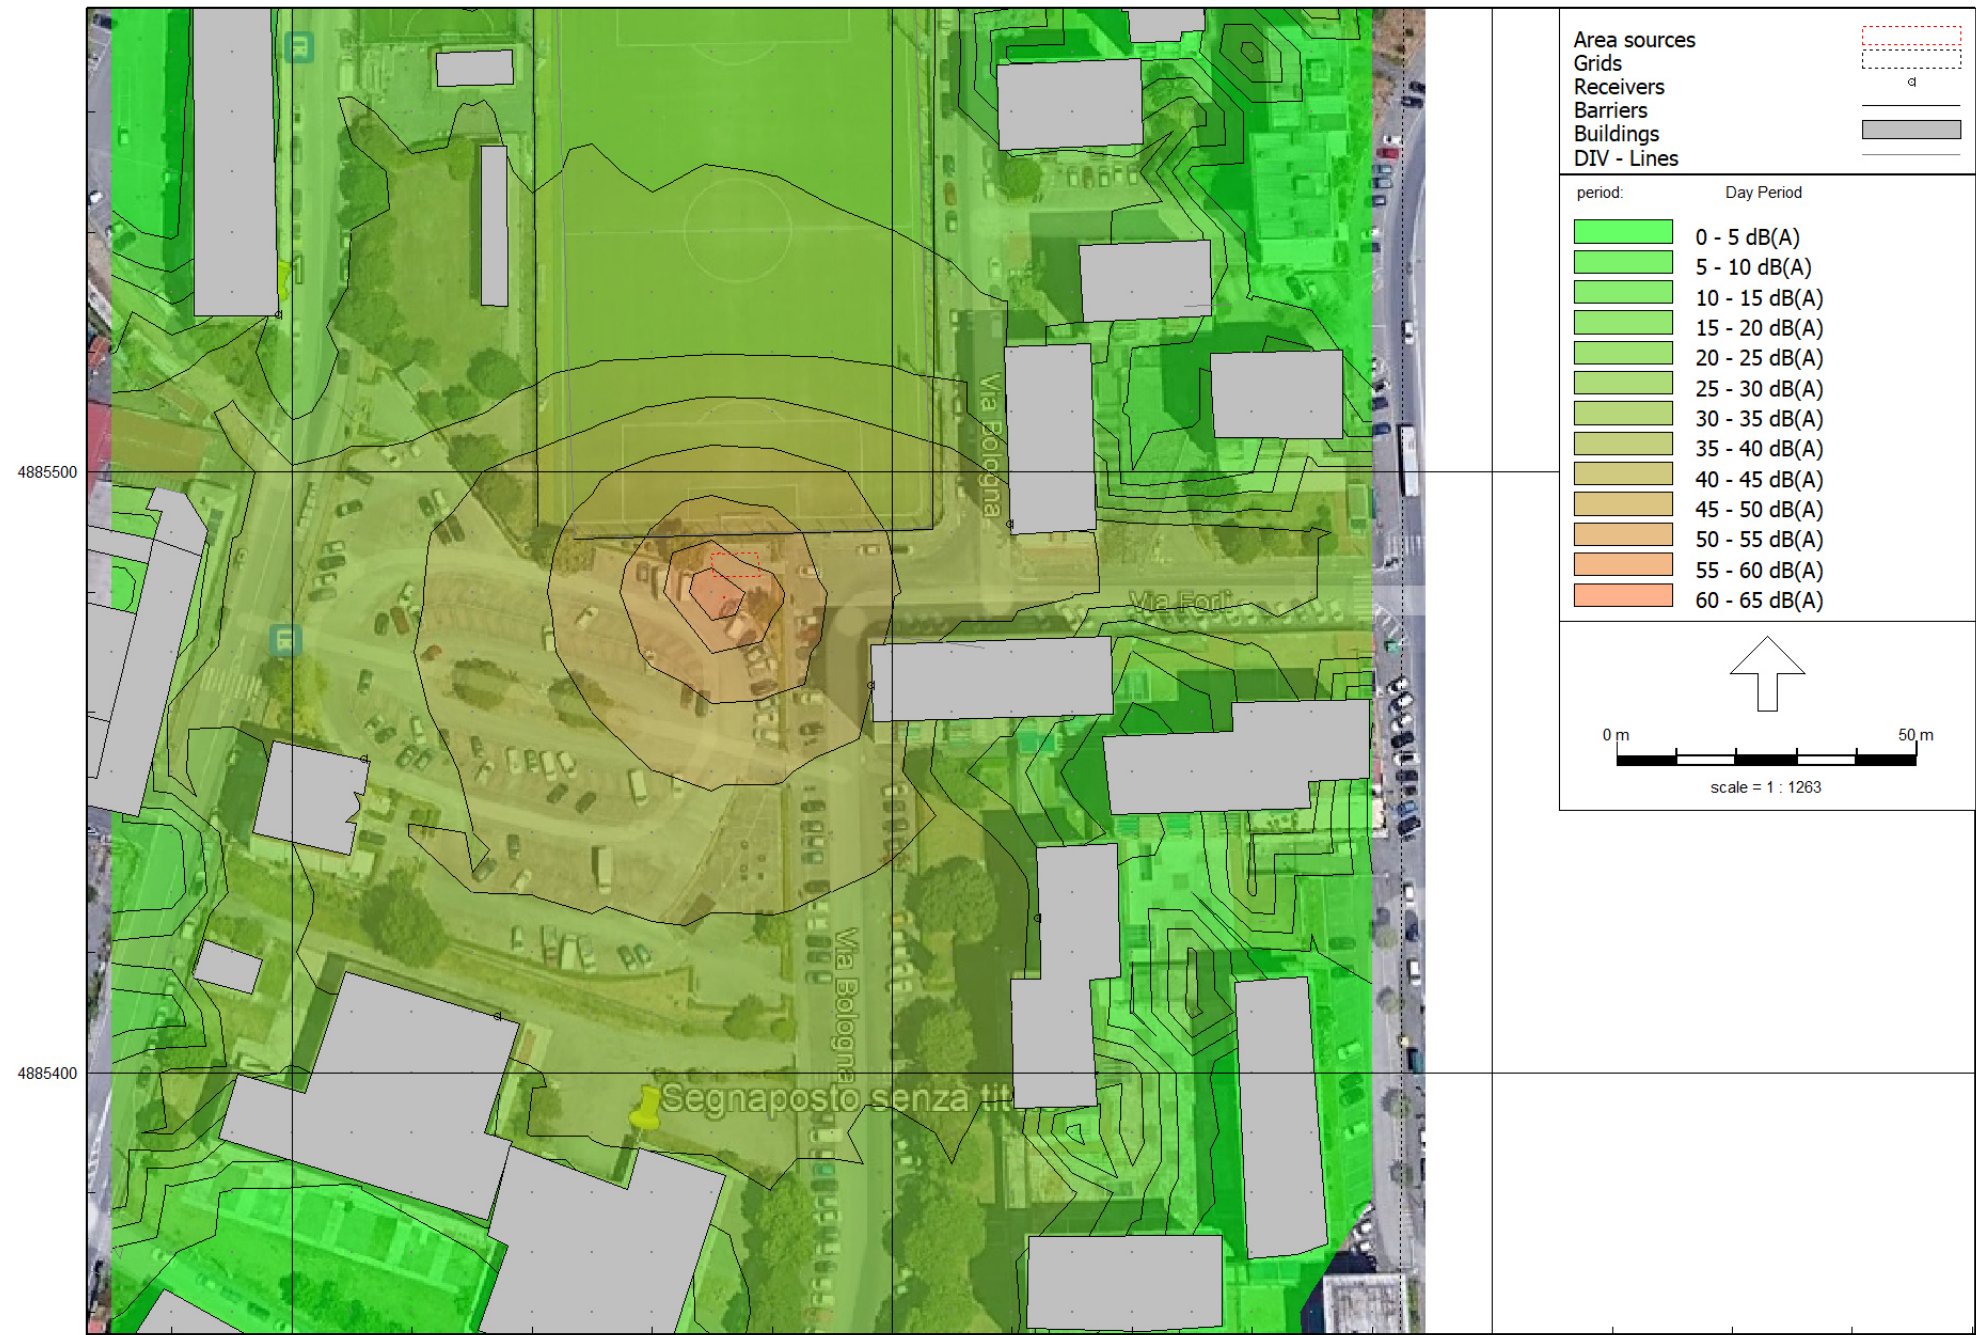 Area sources
Grids
Receivers
Barriers
Buildings
DIV - Lines
period: Day Period
0 - 5 dB(A)
5 - 10 dB(A)
10 - 15 dB(A)
15 - 20 dB(A)
20 - 25 dB(A)
25 - 30 dB(A)
30 - 35 dB(A)
35 - 40 dB(A)
40 - 45 dB(A)
45 - 50 dB(A)
50 - 55 dB(A)
55 - 60 dB(A)
60 - 65 dB(A)
0 m 50 m
scale = 1 : 1263
4885500
4885400
Via Bologna
Via Forlì
Via Bologna
Segnaposto senza tit